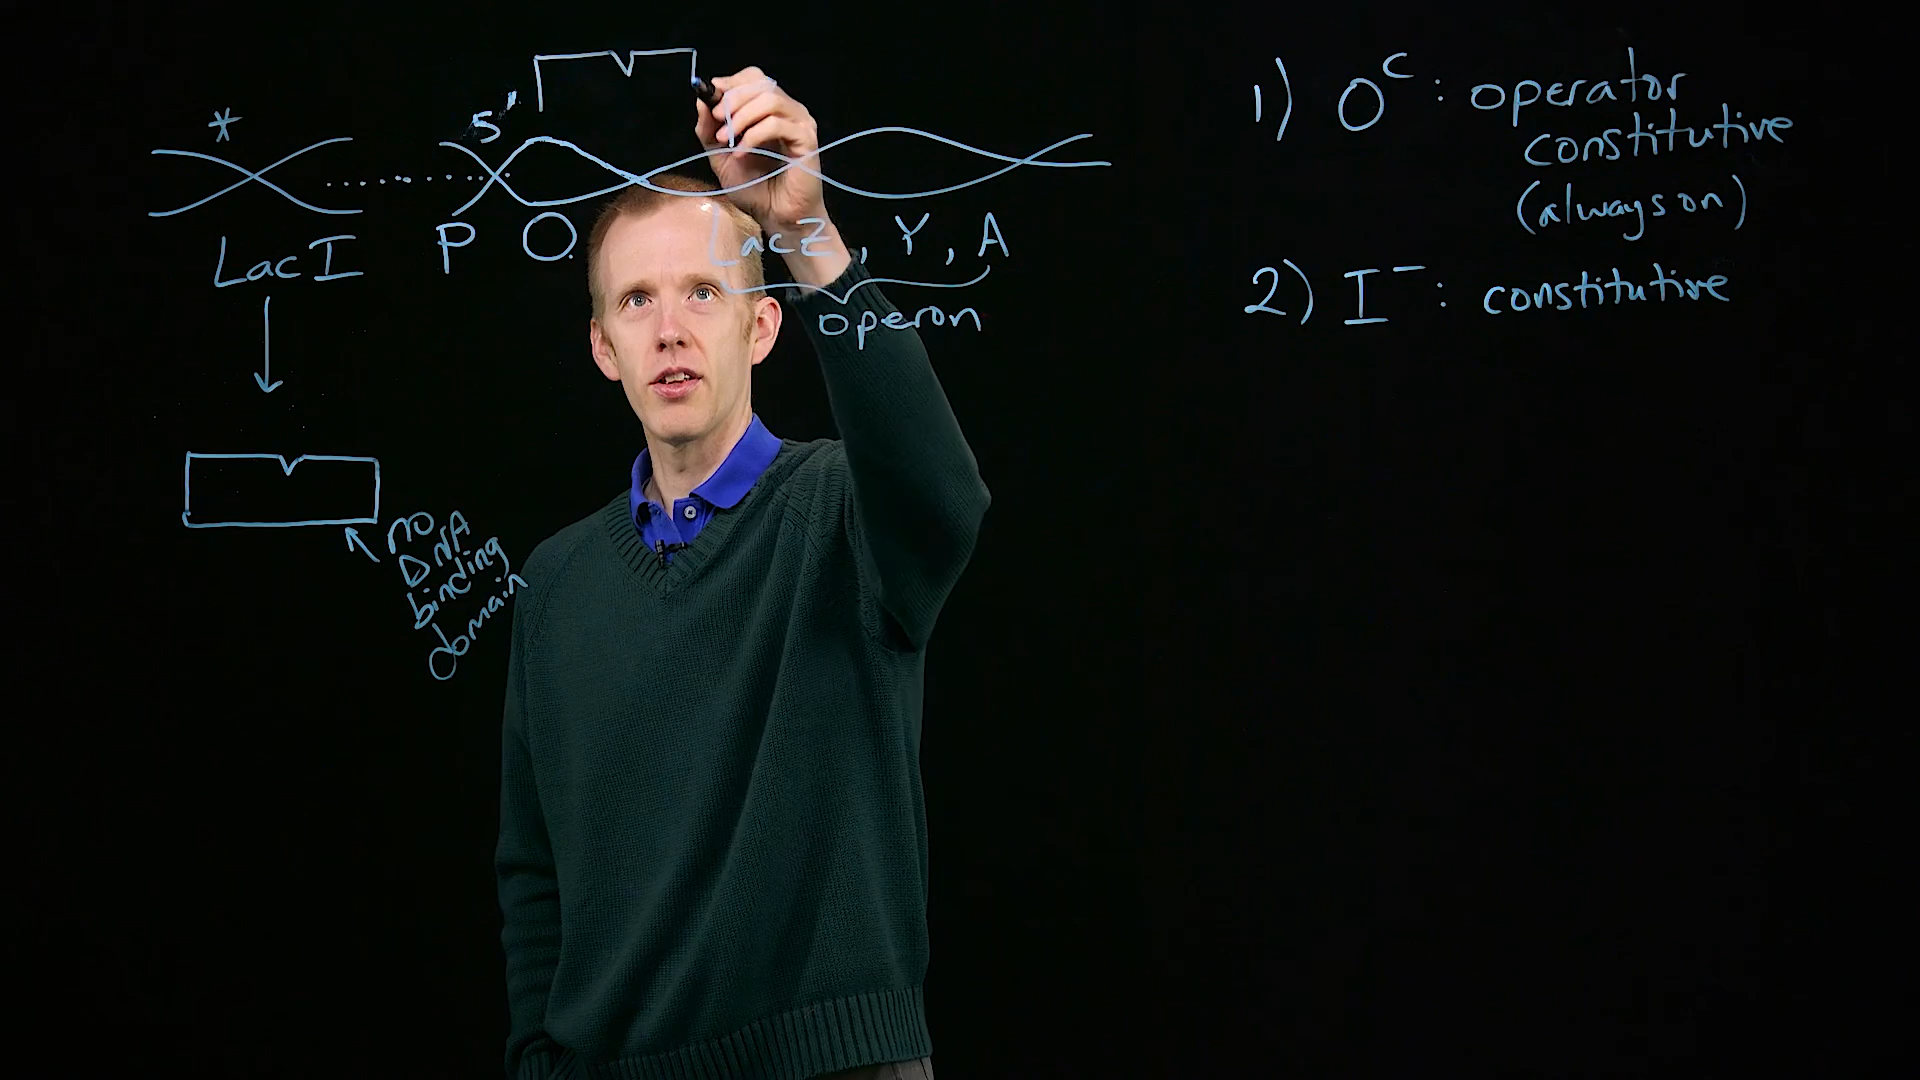 *
5'
LacI
P O LacZ, Y, A
operon
no
DNA
binding
domain
1) O^c : operator
constitutive
(always on)
2) I^- : constitutive